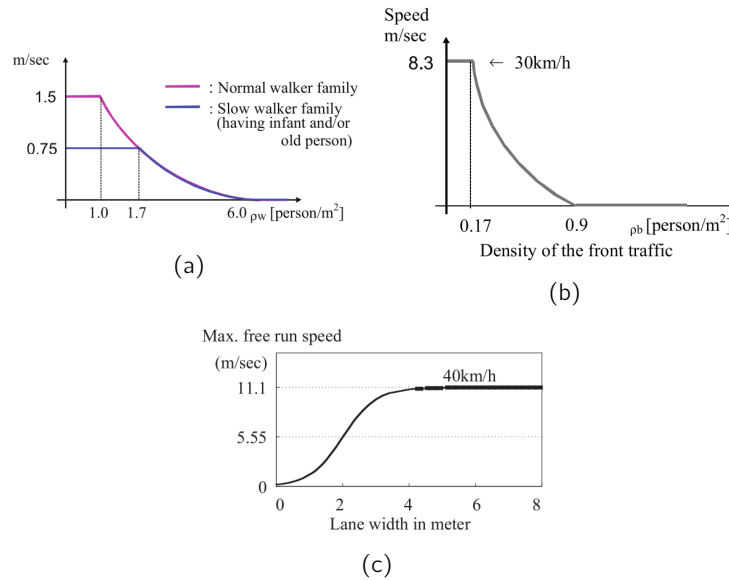 m/sec
1.5
0.75
: Normal walker family
: Slow walker family
(having infant and/or
old person)
1.0 1.7 6.0 ρw [person/m²]
(a)
Speed
m/sec
8.3
← 30km/h
0.17 0.9 ρb [person/m²]
Density of the front traffic
(b)
Max. free run speed
(m/sec)
40km/h
11.1
5.55
0
0 2 4 6 8
Lane width in meter
(c)